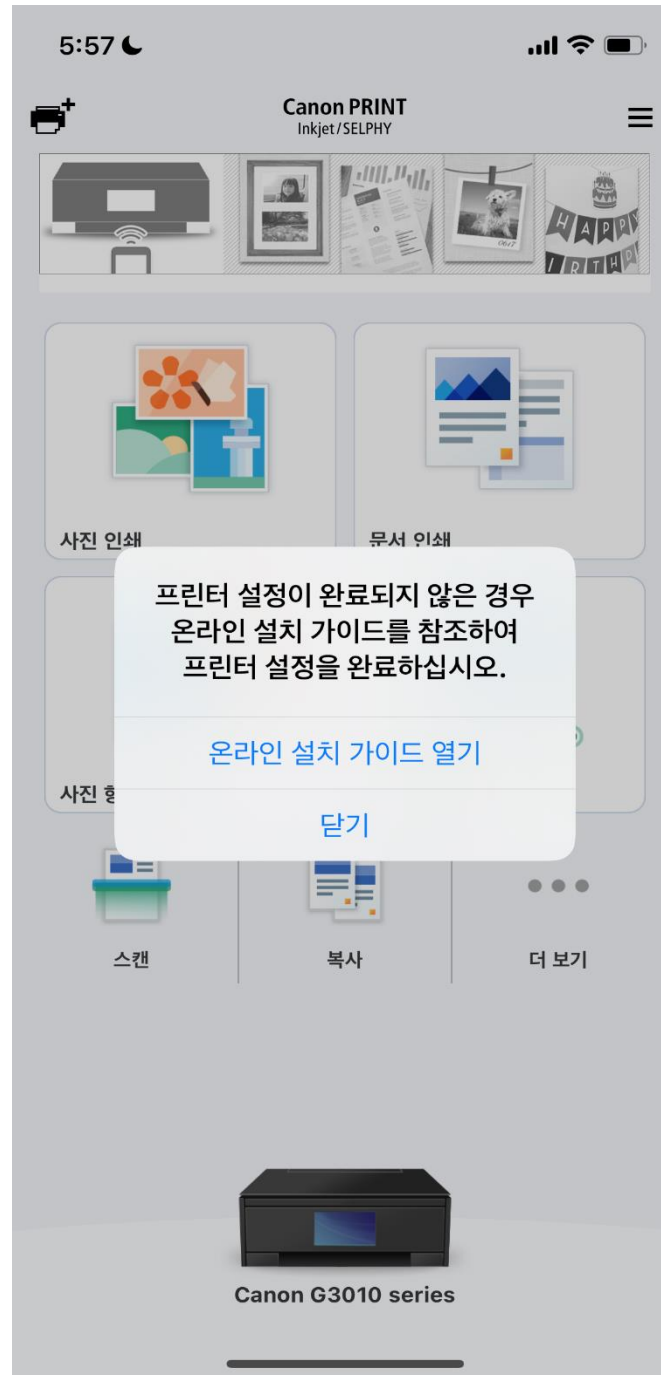 5:57
Canon PRINT
Inkjet/SELPHY
0617
HAPPY
사진 인쇄
문서 인쇄
프린터 설정이 완료되지 않은 경우
온라인 설치 가이드를 참조하여
프린터 설정을 완료하십시오.
온라인 설치 가이드 열기
사진
닫기
스캔
복사
더 보기
Canon G3010 series